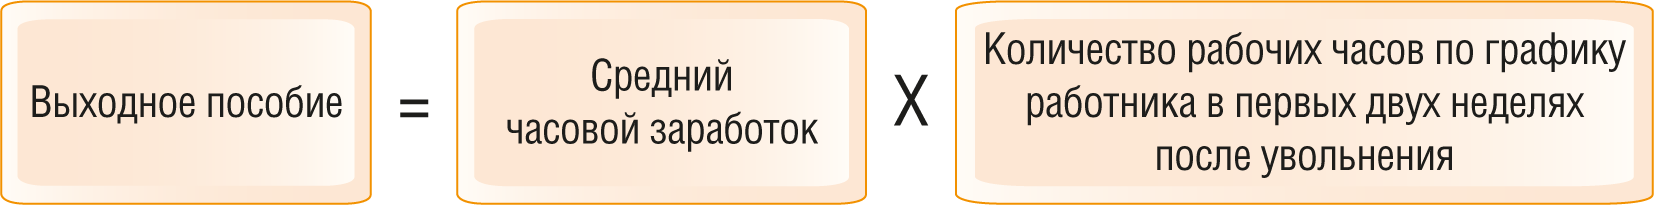 Выходное пособие
=
Средний
часовой заработок
X
Количество рабочих часов по графику
работника в первых двух неделях
после увольнения